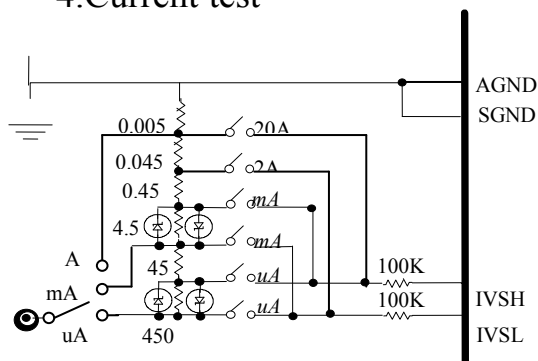 4.Current test
AGND
SGND
0.005
20A
0.045
2A
0.45
mA
4.5
mA
A
45
uA
100K
mA
100K
IVSH
uA
450
uA
IVSL